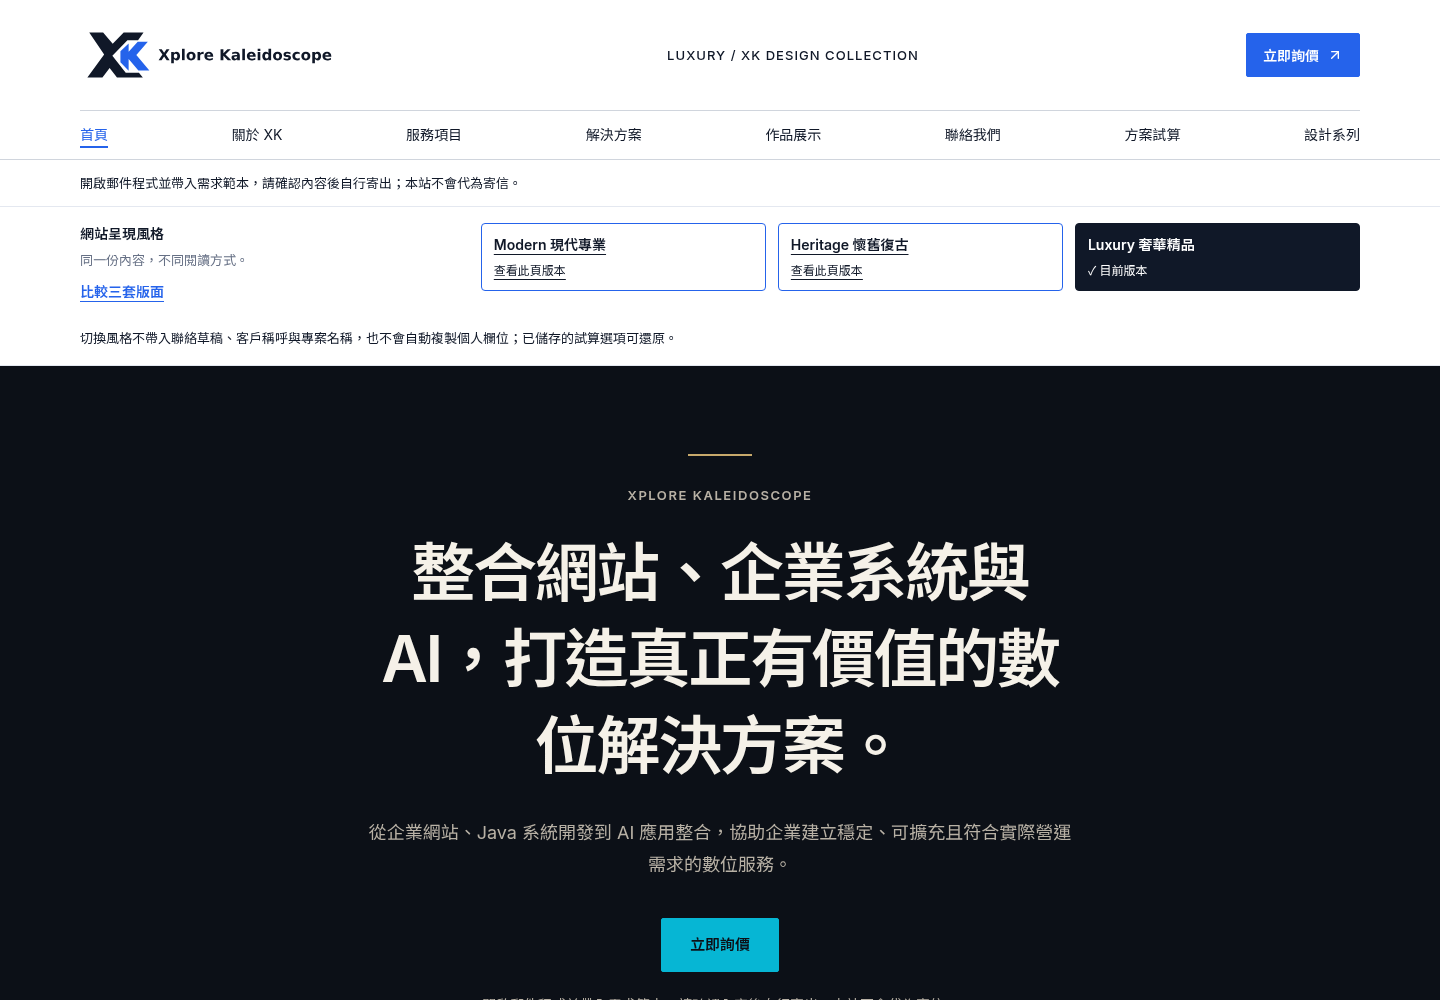 XK Xplore Kaleidoscope
LUXURY / XK DESIGN COLLECTION
立即詢價
首頁
關於 XK
服務項目
解決方案
作品展示
聯絡我們
方案試算
設計系列
開啟郵件程式並帶入需求範本，請確認內容後自行寄出；本站不會代為寄信。
網站呈現風格
同一份內容，不同閱讀方式。
比較三套版面
Modern 現代專業
查看此頁版本
Heritage 懷舊復古
查看此頁版本
Luxury 奢華精品
✓ 目前版本
切換風格不帶入聯絡草稿、客戶稱呼與專案名稱，也不會自動複製個人欄位；已儲存的試算選項可還原。
XPLORE KALEIDOSCOPE
整合網站、企業系統與
AI，打造真正有價值的數
位解決方案。
從企業網站、Java 系統開發到 AI 應用整合，協助企業建立穩定、可擴充且符合實際營運
需求的數位服務。
立即詢價